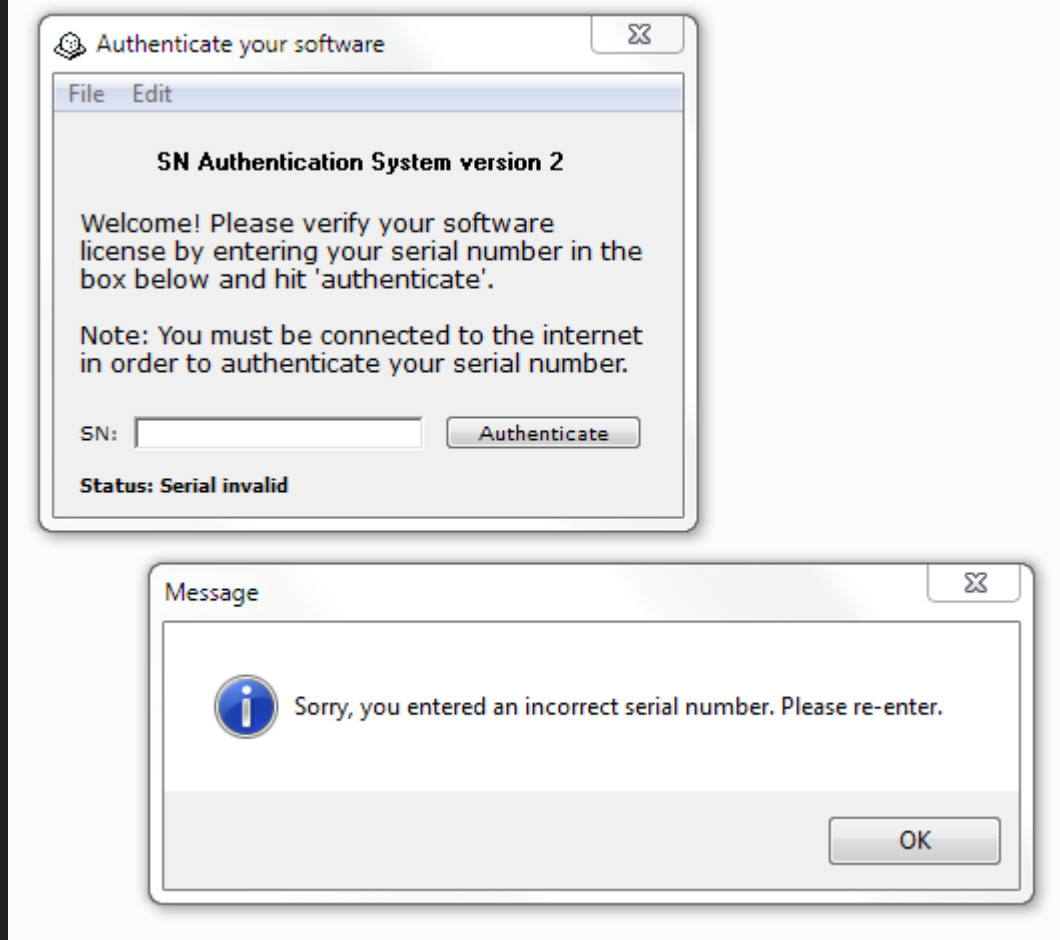 Authenticate your software
File Edit
SN Authentication System version 2
Welcome! Please verify your software
license by entering your serial number in the
box below and hit 'authenticate'.
Note: You must be connected to the internet
in order to authenticate your serial number.
SN: Authenticate
Status: Serial invalid
Message
Sorry, you entered an incorrect serial number. Please re-enter.
OK